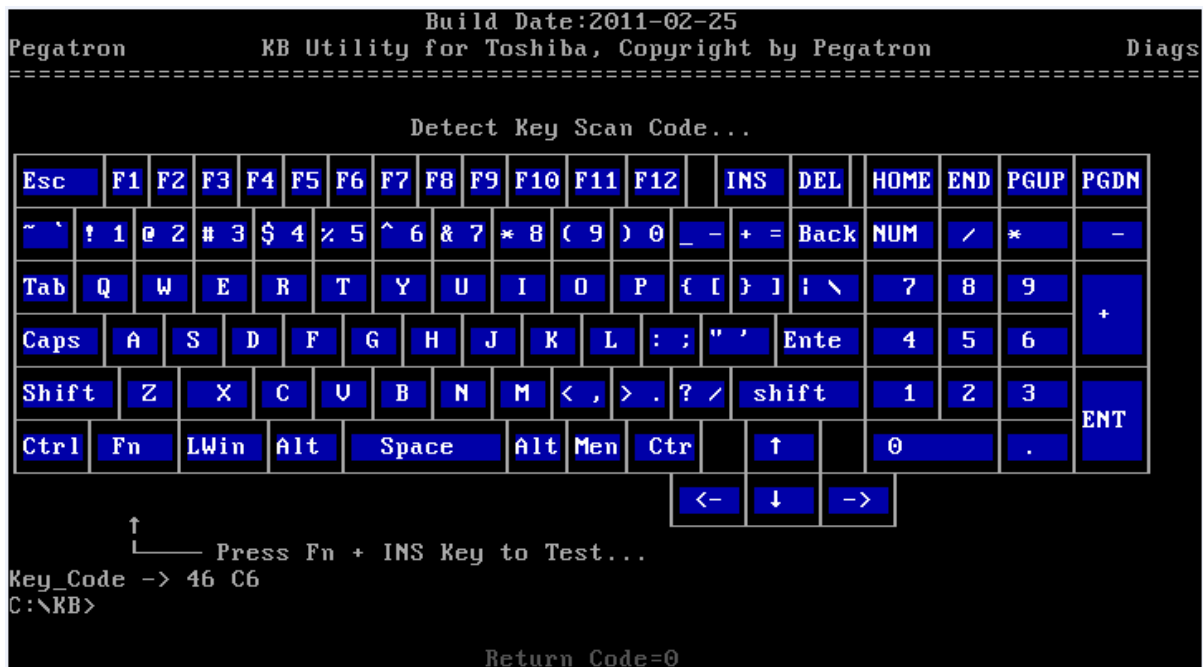 Build Date:2011-02-25
Pegatron KB Utility for Toshiba, Copyright by Pegatron Diags
================================================================================
Detect Key Scan Code...
Esc F1 F2 F3 F4 F5 F6 F7 F8 F9 F10 F11 F12 INS DEL HOME END PGUP PGDN
~ ` ! 1 @ 2 # 3 $ 4 % 5 ^ 6 & 7 * 8 ( 9 ) 0 _ - + = Back NUM / * -
Tab Q W E R T Y U I O P { [ } ] ¦ \ 7 8 9
+
Caps A S D F G H J K L : ; " ' Ente 4 5 6
Shift Z X C V B N M < , > . ? / shift 1 2 3
ENT
Ctrl Fn LWin Alt Space Alt Men Ctr ↑ 0 .
<- ↓ ->
↑
Press Fn + INS Key to Test...
Key_Code -> 46 C6
C:\KB>
Return Code=0